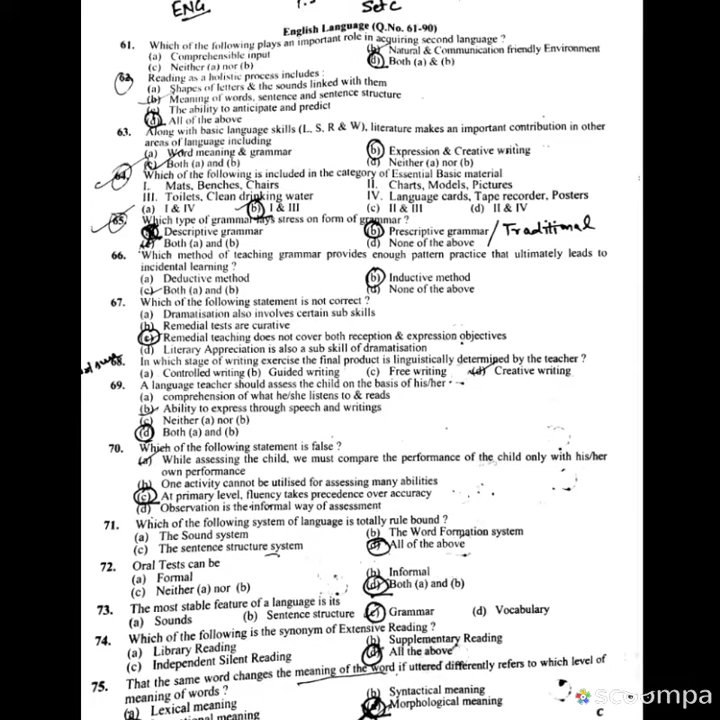 ENG Set C
English Language (Q.No. 61-90)
61. Which of the following plays an important role in acquiring second language ?
(a) Comprehensible input (b) Natural & Communication friendly Environment
(c) Neither (a) nor (b) (d) Both (a) & (b)
62. Reading as a holistic process includes :
(a) Shapes of letters & the sounds linked with them
(b) Meaning of words, sentence and sentence structure
(c) The ability to anticipate and predict
(d) All of the above
63. Along with basic language skills (L, S, R & W), literature makes an important contribution in other
areas of language including
(a) Word meaning & grammar (b) Expression & Creative writing
(c) Both (a) and (b) (d) Neither (a) nor (b)
64. Which of the following is included in the category of Essential Basic material
I. Mats, Benches, Chairs II. Charts, Models, Pictures
III. Toilets, Clean drinking water IV. Language cards, Tape recorder, Posters
(a) I & IV (b) I & III (c) II & III (d) II & IV
65. Which type of grammar lays stress on form of grammar ?
(a) Descriptive grammar (b) Prescriptive grammar / Traditional
(c) Both (a) and (b) (d) None of the above
66. Which method of teaching grammar provides enough pattern practice that ultimately leads to
incidental learning ?
(a) Deductive method (b) Inductive method
(c) Both (a) and (b) (d) None of the above
67. Which of the following statement is not correct ?
(a) Dramatisation also involves certain sub skills
(b) Remedial tests are curative
(c) Remedial teaching does not cover both reception & expression objectives
(d) Literary Appreciation is also a sub skill of dramatisation
68. In which stage of writing exercise the final product is linguistically determined by the teacher ?
(a) Controlled writing (b) Guided writing (c) Free writing (d) Creative writing
69. A language teacher should assess the child on the basis of his/her
(a) comprehension of what he/she listens to & reads
(b) Ability to express through speech and writings
(c) Neither (a) nor (b)
(d) Both (a) and (b)
70. Which of the following statement is false ?
(a) While assessing the child, we must compare the performance of the child only with his/her
own performance
(b) One activity cannot be utilised for assessing many abilities
(c) At primary level, fluency takes precedence over accuracy
(d) Observation is the informal way of assessment
71. Which of the following system of language is totally rule bound ?
(a) The Sound system (b) The Word Formation system
(c) The sentence structure system (d) All of the above
72. Oral Tests can be
(a) Formal (b) Informal
(c) Neither (a) nor (b) (d) Both (a) and (b)
73. The most stable feature of a language is its
(a) Sounds (b) Sentence structure (c) Grammar (d) Vocabulary
74. Which of the following is the synonym of Extensive Reading ?
(a) Library Reading (b) Supplementary Reading
(c) Independent Silent Reading (d) All the above
75. That the same word changes the meaning of the word if uttered differently refers to which level of
meaning of words ?
(a) Lexical meaning (b) Syntactical meaning
meaning (d) Morphological meaning
C
scoompa